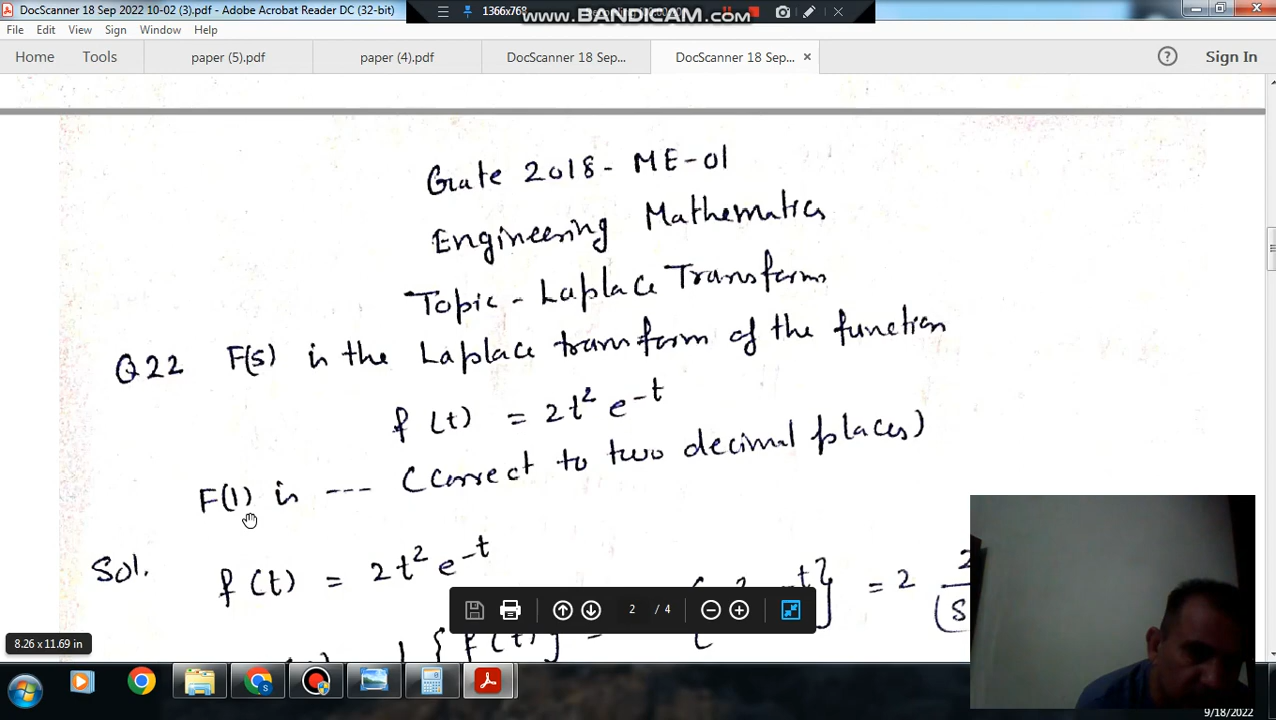 DocScanner 18 Sep 2022 10-02 (3).pdf - Adobe Acrobat Reader DC (32-bit)
1366x768
www.BANDICAM.com
File Edit View Sign Window Help
Home Tools paper (5).pdf paper (4).pdf DocScanner 18 Sep... DocScanner 18 Sep... × Sign In
Gate 2018 - ME-01
Engineering Mathematics
Topic - Laplace Transforms
Q22 F(s) is the Laplace transform of the function
f(t) = 2t² e^-t
F(1) is --- (Correct to two decimal places)
Sol. f(t) = 2t² e^-t
= 2
2 / 4
8.26 x 11.69 in
9/18/2022